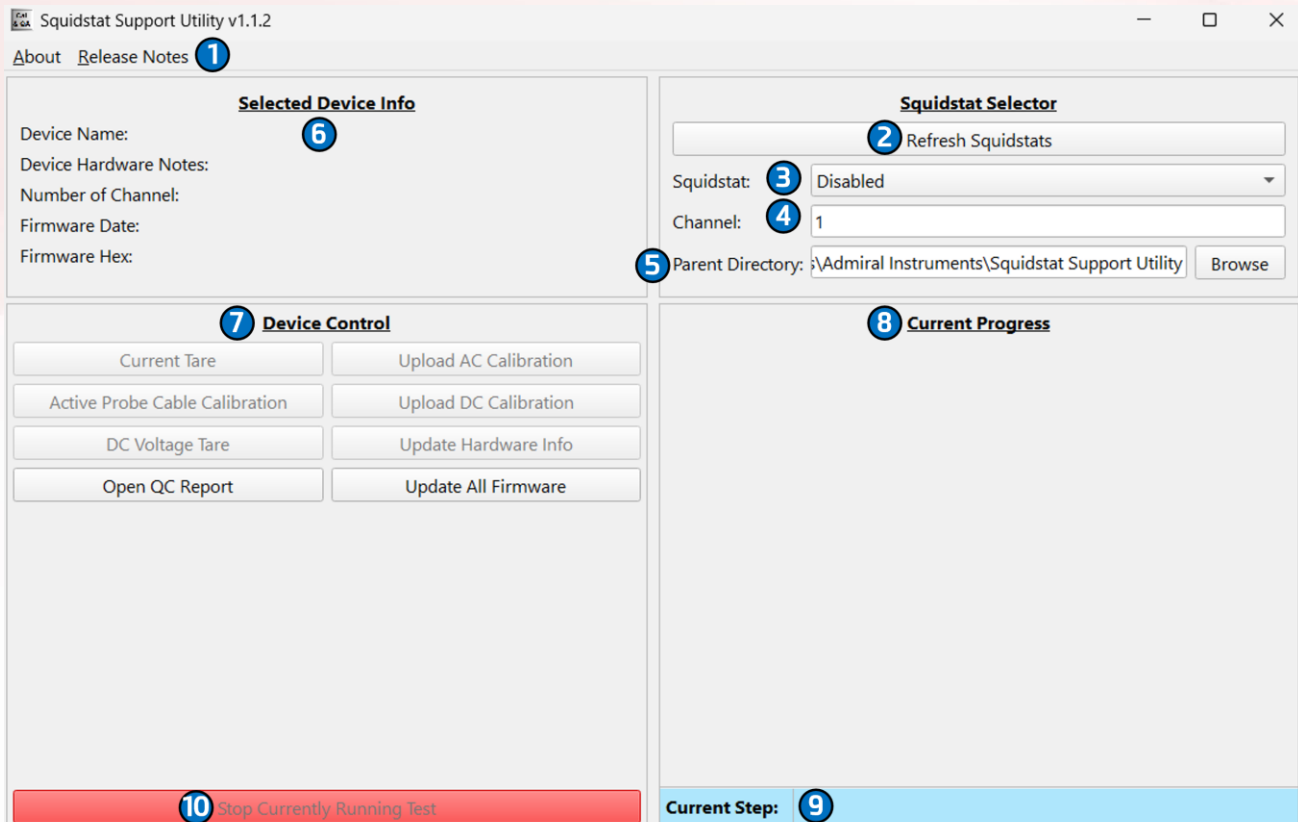 CAL & QA Squidstat Support Utility v1.1.2
About Release Notes 1
Selected Device Info
6
Device Name:
Device Hardware Notes:
Number of Channel:
Firmware Date:
Firmware Hex:
Squidstat Selector
2 Refresh Squidstats
Squidstat: 3 Disabled
Channel: 4 1
5 Parent Directory: s\Admiral Instruments\Squidstat Support Utility Browse
7 Device Control
Current Tare Upload AC Calibration
Active Probe Cable Calibration Upload DC Calibration
DC Voltage Tare Update Hardware Info
Open QC Report Update All Firmware
10 Stop Currently Running Test
8 Current Progress
Current Step: 9